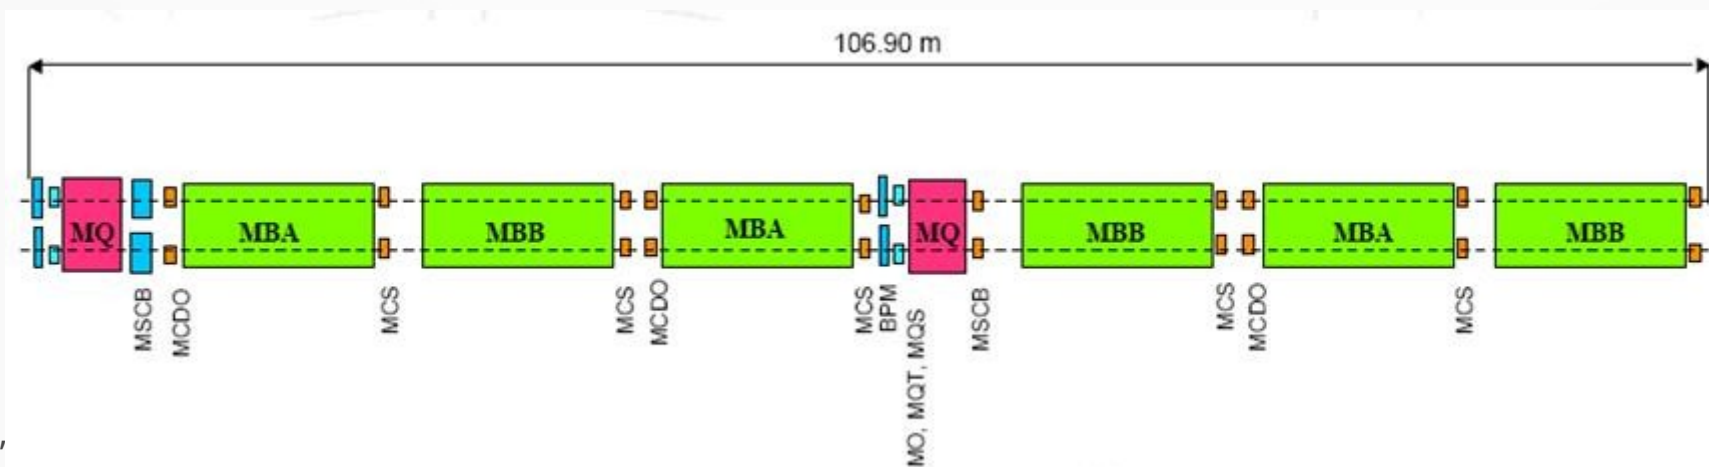 106.90 m
MQ
MBA
MBB
MBA
MQ
MBB
MBA
MBB
MSCB
MCDO
MCS
MCS
MCDO
MCS
BPM
MO, MQT, MQS
MSCB
MCS
MCDO
MCS
,